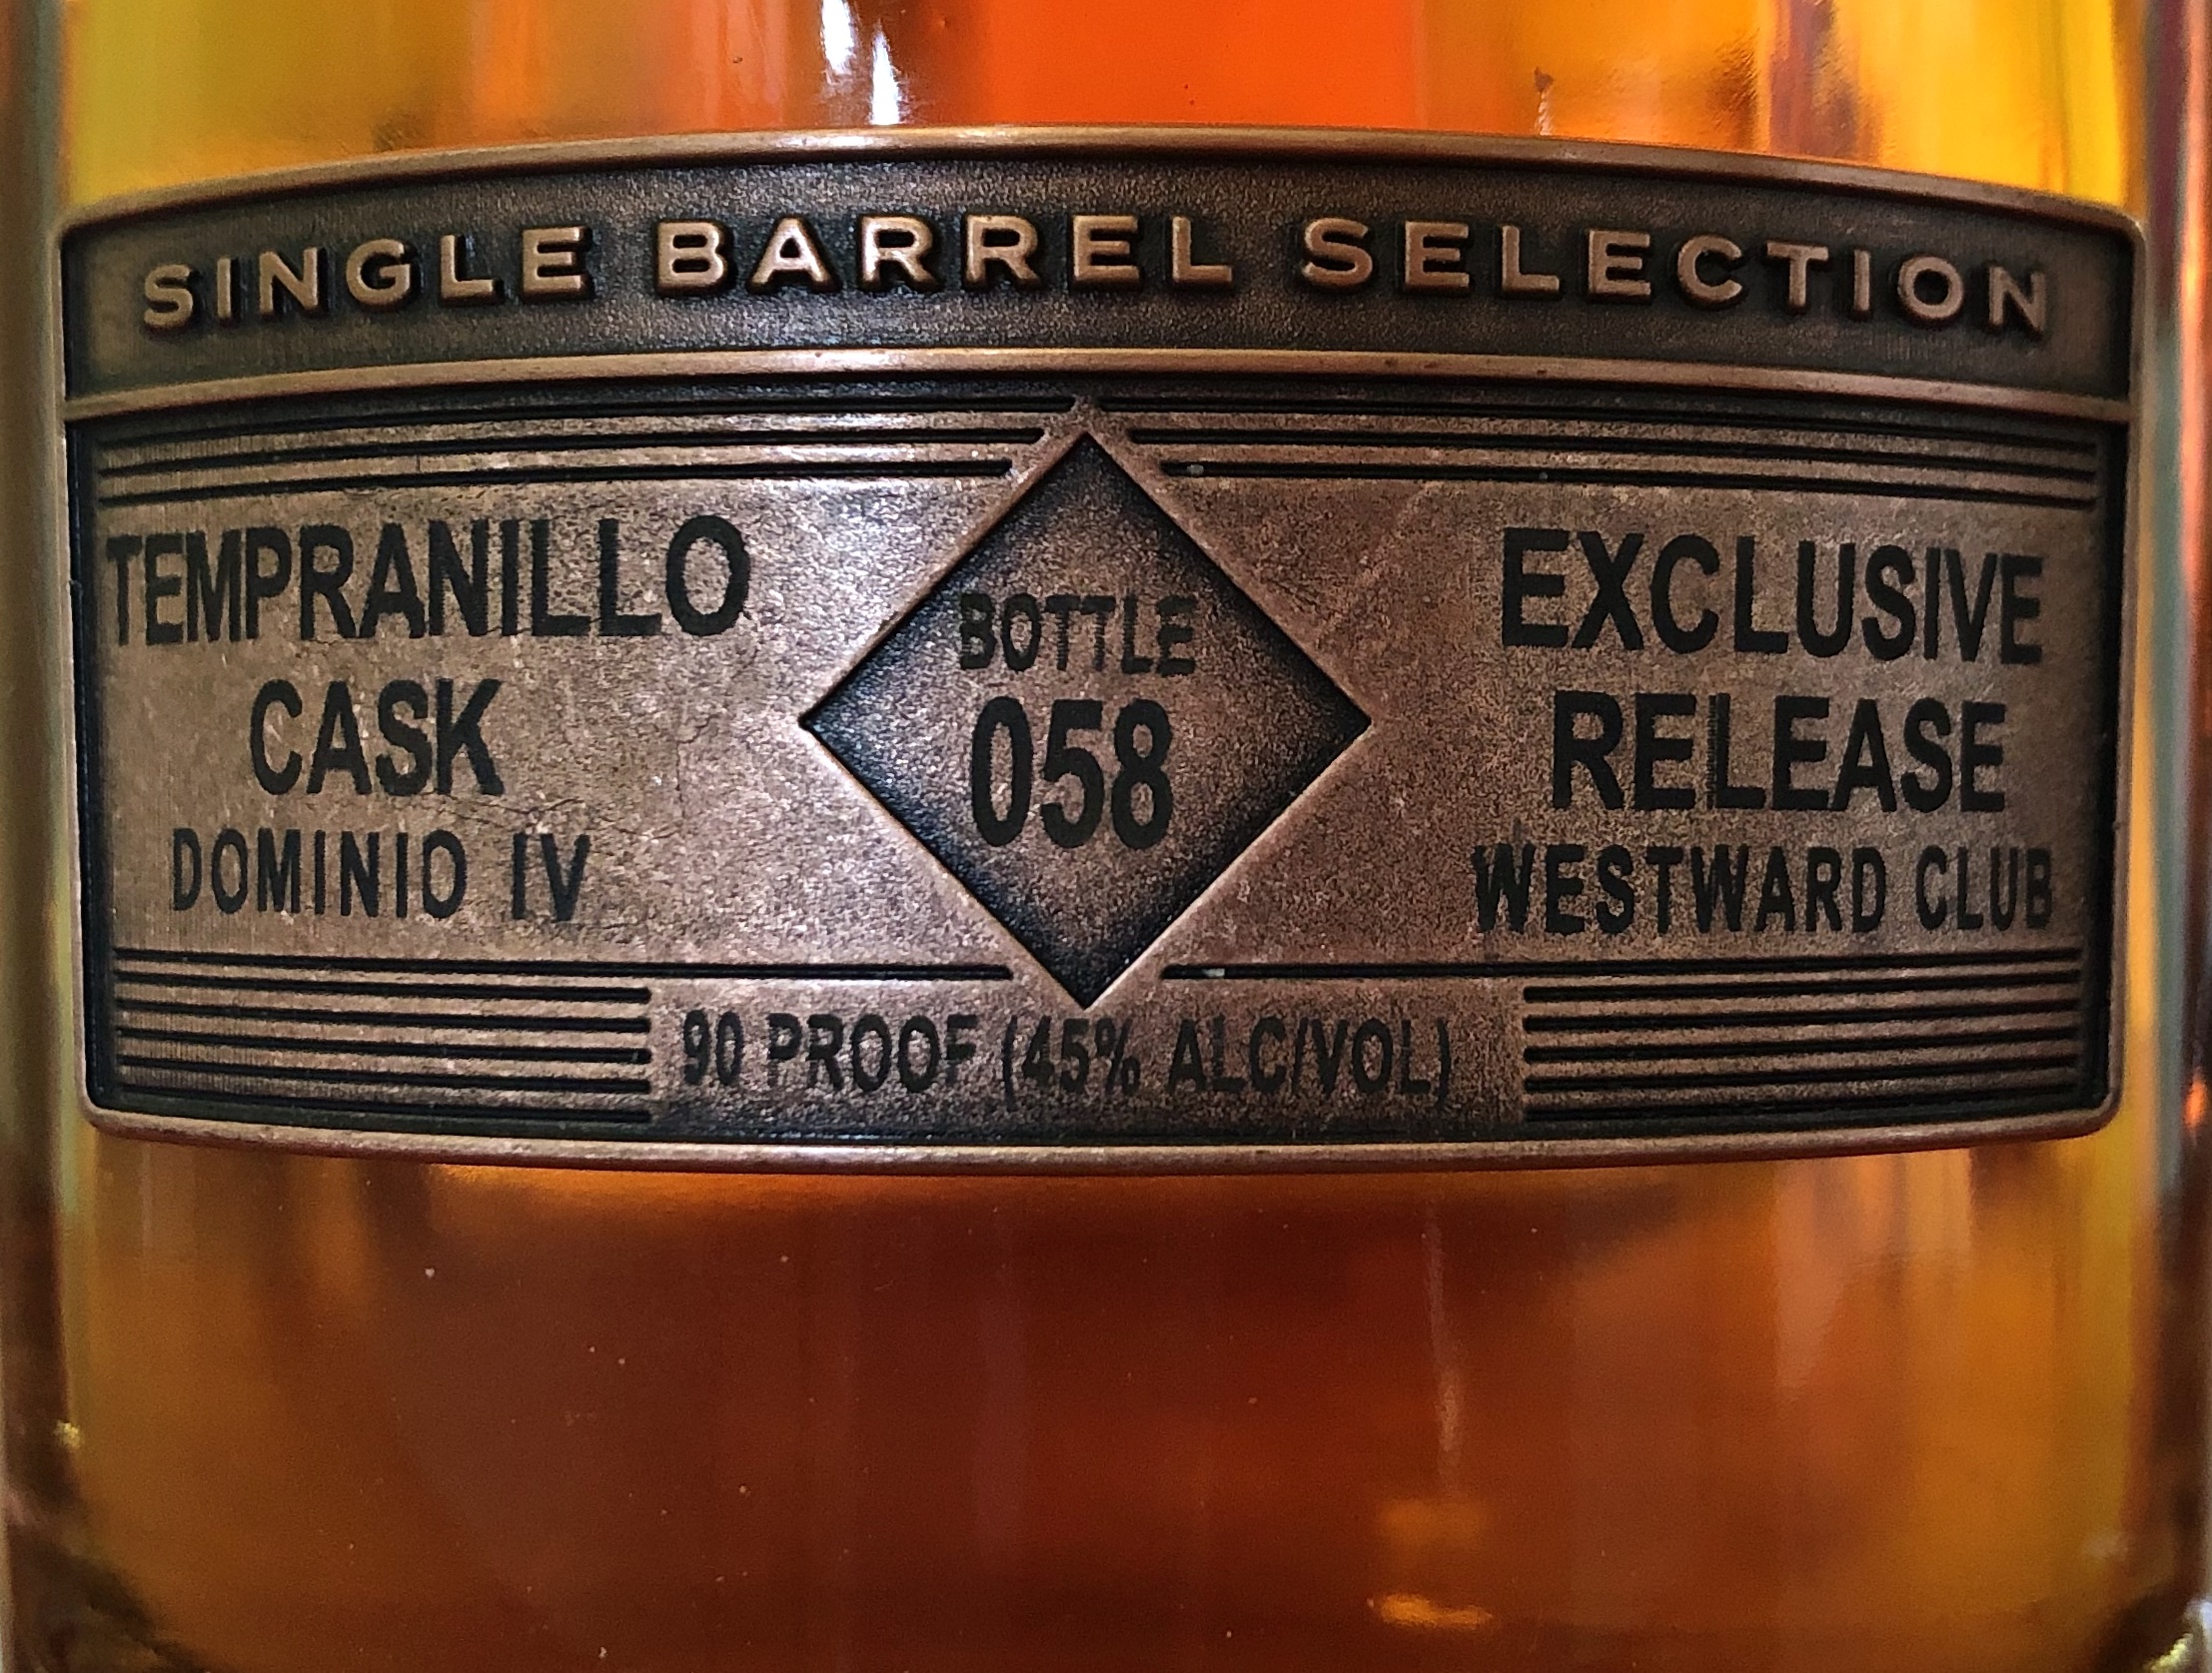 SINGLE BARREL SELECTION
TEMPRANILLO
CASK
DOMINIO IV
BOTTLE
058
EXCLUSIVE
RELEASE
WESTWARD CLUB
90 PROOF (45% ALC/VOL)